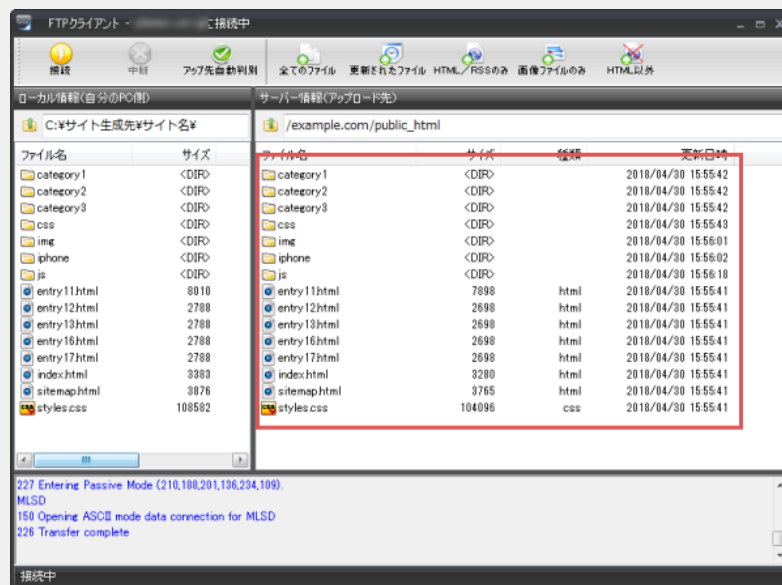 FTPクライアント - に接続中
接続 中断 アップ先自動判別 全てのファイル 更新されたファイル HTML/RSSのみ 画像ファイルのみ HTML以外
ローカル情報(自分のPC側) サーバー情報(アップロード先)
C:¥サイト生成先¥サイト名¥ /example.com/public_html
ファイル名 サイズ ファイル名 サイズ 種類 更新日時
category1 <DIR> category1 <DIR> 2018/04/30 15:55:42
category2 <DIR> category2 <DIR> 2018/04/30 15:55:42
category3 <DIR> category3 <DIR> 2018/04/30 15:55:42
css <DIR> css <DIR> 2018/04/30 15:55:43
img <DIR> img <DIR> 2018/04/30 15:56:01
iphone <DIR> iphone <DIR> 2018/04/30 15:56:02
js <DIR> js <DIR> 2018/04/30 15:56:18
entry11.html 8010 entry11.html 7898 html 2018/04/30 15:55:41
entry12.html 2788 entry12.html 2698 html 2018/04/30 15:55:41
entry13.html 2788 entry13.html 2698 html 2018/04/30 15:55:41
entry16.html 2788 entry16.html 2698 html 2018/04/30 15:55:41
entry17.html 2788 entry17.html 2698 html 2018/04/30 15:55:41
index.html 3383 index.html 3280 html 2018/04/30 15:55:41
sitemap.html 3876 sitemap.html 3765 html 2018/04/30 15:55:41
styles.css 108582 styles.css 104096 css 2018/04/30 15:55:41
227 Entering Passive Mode (210,188,201,136,234,109).
MLSD
150 Opening ASCII mode data connection for MLSD
226 Transfer complete
接続中